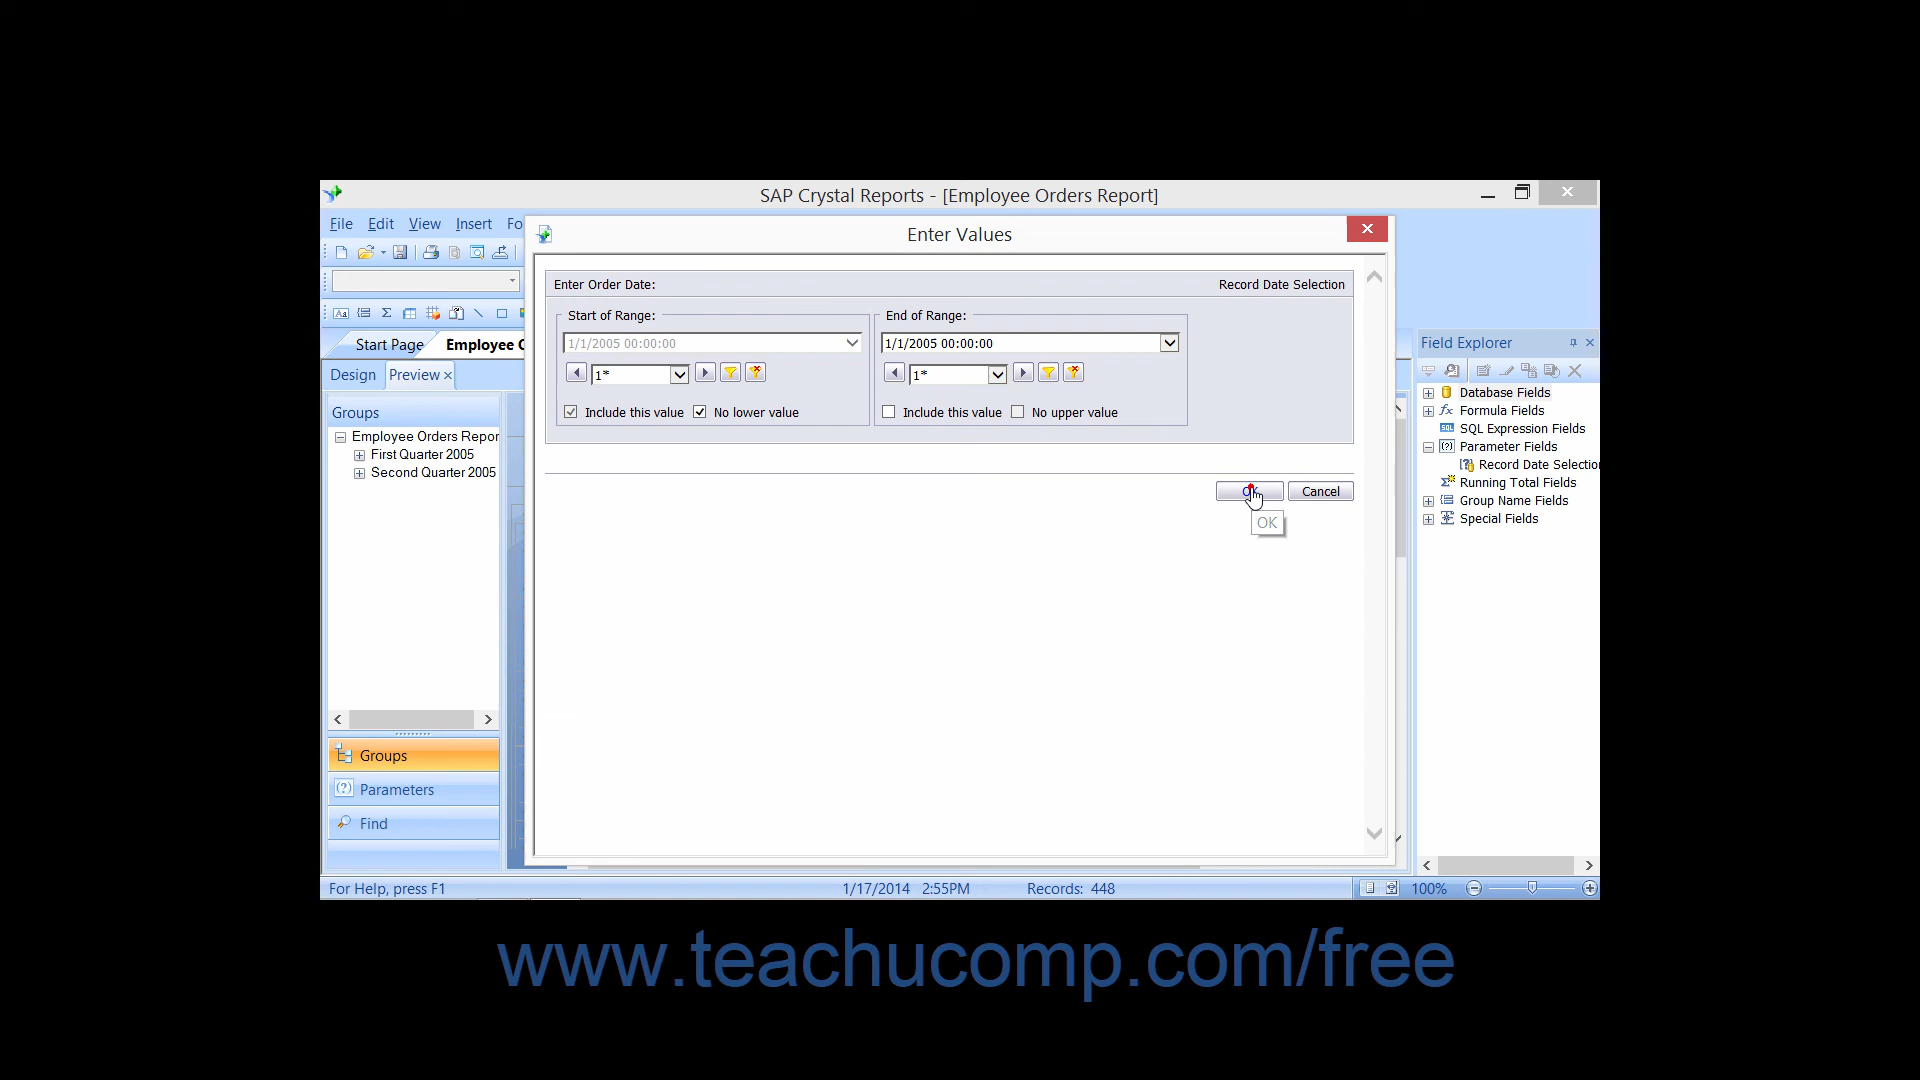 SAP Crystal Reports - [Employee Orders Report]
File Edit View Insert Fo
Enter Values
Enter Order Date: Record Date Selection
Start of Range: End of Range:
1/1/2005 00:00:00 1/1/2005 00:00:00
1* 1*
Include this value No lower value Include this value No upper value
OK Cancel
OK
Start Page Employee O
Design Preview
Groups
Employee Orders Repor
First Quarter 2005
Second Quarter 2005
Groups
Parameters
Find
Field Explorer
Database Fields
Formula Fields
SQL Expression Fields
Parameter Fields
Record Date Selectio
Running Total Fields
Group Name Fields
Special Fields
For Help, press F1 1/17/2014 2:55PM Records: 448 100%
www.teachucomp.com/free